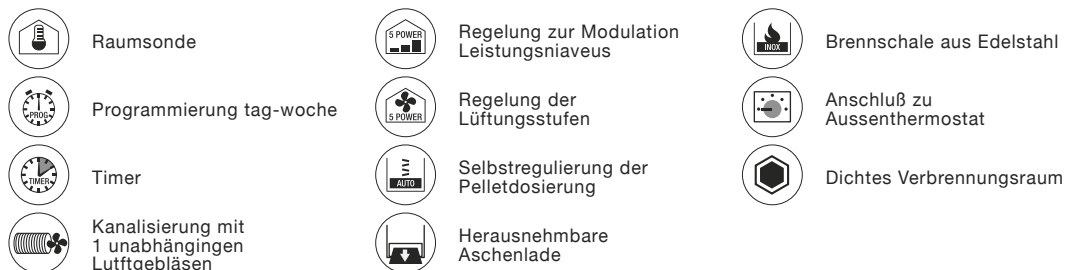 Raumsonde
PROG.
Programmierung tag-woche
TIMER
Timer
Kanalisierung mit
1 unabhängingen
Lutftgebläsen
5 POWER
Regelung zur Modulation
Leistungsniaveus
5 POWER
Regelung der
Lüftungsstufen
AUTO
Selbstregulierung der
Pelletdosierung
Herausnehmbare
Aschenlade
INOX
Brennschale aus Edelstahl
Anschluß zu
Aussenthermostat
Dichtes Verbrennungsraum